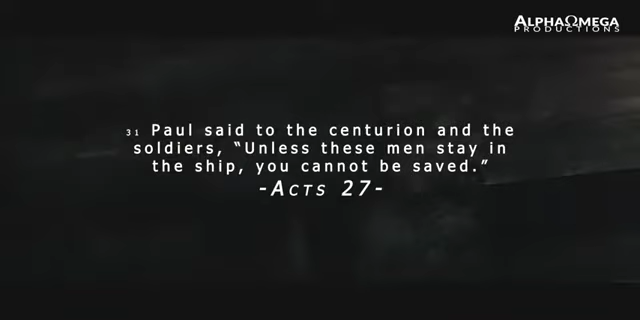 ALPHAΩMEGA
PRODUCTIONS
31 Paul said to the centurion and the
soldiers, “Unless these men stay in
the ship, you cannot be saved.”
-ACTS 27-